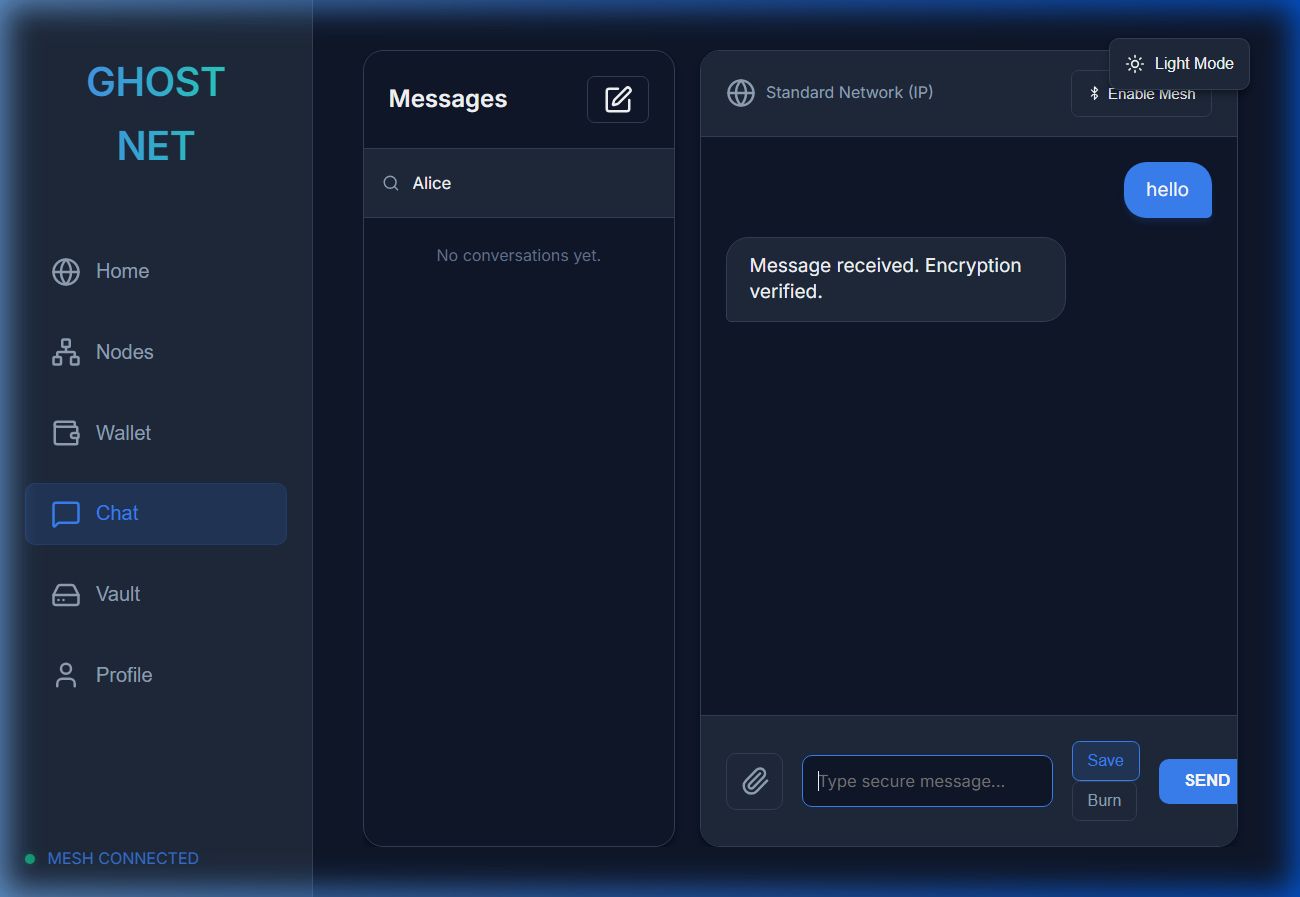 GHOST
NET
Home
Nodes
Wallet
Chat
Vault
Profile
MESH CONNECTED
Messages
Alice
No conversations yet.
Standard Network (IP)
Light Mode
Enable Mesh
hello
Message received. Encryption
verified.
Type secure message...
Save
Burn
SEND